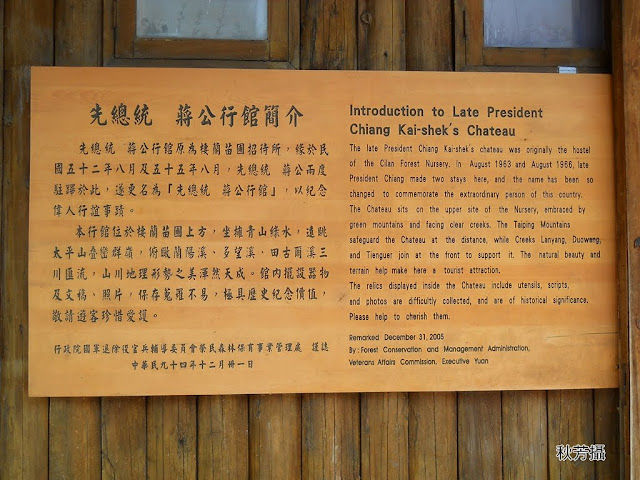 先總統 蔣公行館簡介
先總統 蔣公行館原為棲蘭苗圃招待所，緣於民
國五十二年八月及五十五年八月，先總統 蔣公兩度
駐蹕於此，遂更名為「先總統 蔣公行館」，以紀念
偉人行誼事蹟。
本行館位於棲蘭苗圃上方，坐擁青山綠水，遠眺
太平山疊巒群嶺，俯瞰蘭陽溪、多望溪、田古爾溪三
川匯流，山川地理形勢之美渾然天成。館內擺設器物
及文稿、照片，保存蒐羅不易，極具歷史紀念價值，
敬請遊客珍惜愛護。
行政院國軍退除役官兵輔導委員會榮民森林保育事業管理處 謹誌
中華民九十四年十二月卅一日
Introduction to Late President
Chiang Kai-shek's Chateau
The late President Chiang Kai-shek's chateau was originally the hostel
of the Cilan Forest Nursery. In August 1963 and August 1966, late
President Chiang made two stays here, and the name has been so
changed to commemorate the extraordinary person of this country.
The Chateau sits on the upper site of the Nursery, embraced by
green mountains and facing clear creeks. The Taiping Mountains
safeguard the Chateau at the distance, while Creeks Lanyang, Duoweng,
and Tienguer join at the front to support it. The natural beauty and
terrain help make here a tourist attraction.
The relics displayed inside the Chateau include utensils, scripts,
and photos are difficultly collected, and are of historical significance.
Please help to cherish them.
Remarked December 31, 2005
By: Forest Conservation and Management Administration,
Veterans Affairs Commission, Executive Yuan
秋芳攝